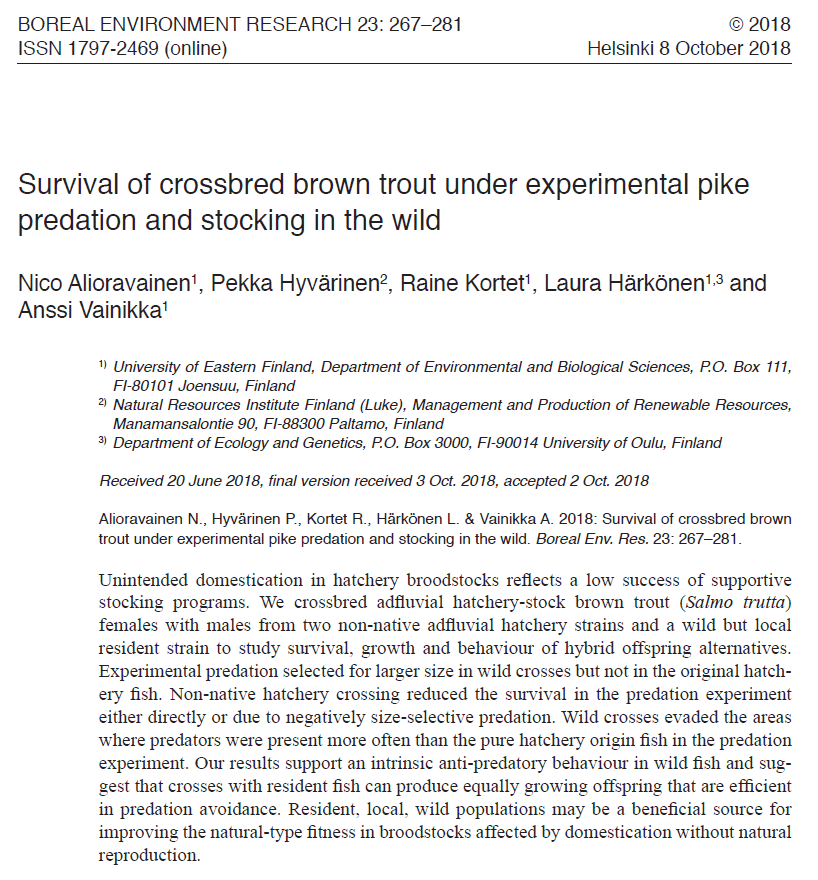 BOREAL ENVIRONMENT RESEARCH 23: 267–281 © 2018
ISSN 1797-2469 (online) Helsinki 8 October 2018
Survival of crossbred brown trout under experimental pike
predation and stocking in the wild
Nico Alioravainen¹, Pekka Hyvärinen², Raine Kortet¹, Laura Härkönen¹,³ and
Anssi Vainikka¹
¹⁾ University of Eastern Finland, Department of Environmental and Biological Sciences, P.O. Box 111,
FI-80101 Joensuu, Finland
²⁾ Natural Resources Institute Finland (Luke), Management and Production of Renewable Resources,
Manamansalontie 90, FI-88300 Paltamo, Finland
³⁾ Department of Ecology and Genetics, P.O. Box 3000, FI-90014 University of Oulu, Finland
Received 20 June 2018, final version received 3 Oct. 2018, accepted 2 Oct. 2018
Alioravainen N., Hyvärinen P., Kortet R., Härkönen L. & Vainikka A. 2018: Survival of crossbred brown
trout under experimental pike predation and stocking in the wild. Boreal Env. Res. 23: 267–281.
Unintended domestication in hatchery broodstocks reflects a low success of supportive
stocking programs. We crossbred adfluvial hatchery-stock brown trout (Salmo trutta)
females with males from two non-native adfluvial hatchery strains and a wild but local
resident strain to study survival, growth and behaviour of hybrid offspring alternatives.
Experimental predation selected for larger size in wild crosses but not in the original hatch-
ery fish. Non-native hatchery crossing reduced the survival in the predation experiment
either directly or due to negatively size-selective predation. Wild crosses evaded the areas
where predators were present more often than the pure hatchery origin fish in the predation
experiment. Our results support an intrinsic anti-predatory behaviour in wild fish and sug-
gest that crosses with resident fish can produce equally growing offspring that are efficient
in predation avoidance. Resident, local, wild populations may be a beneficial source for
improving the natural-type fitness in broodstocks affected by domestication without natural
reproduction.